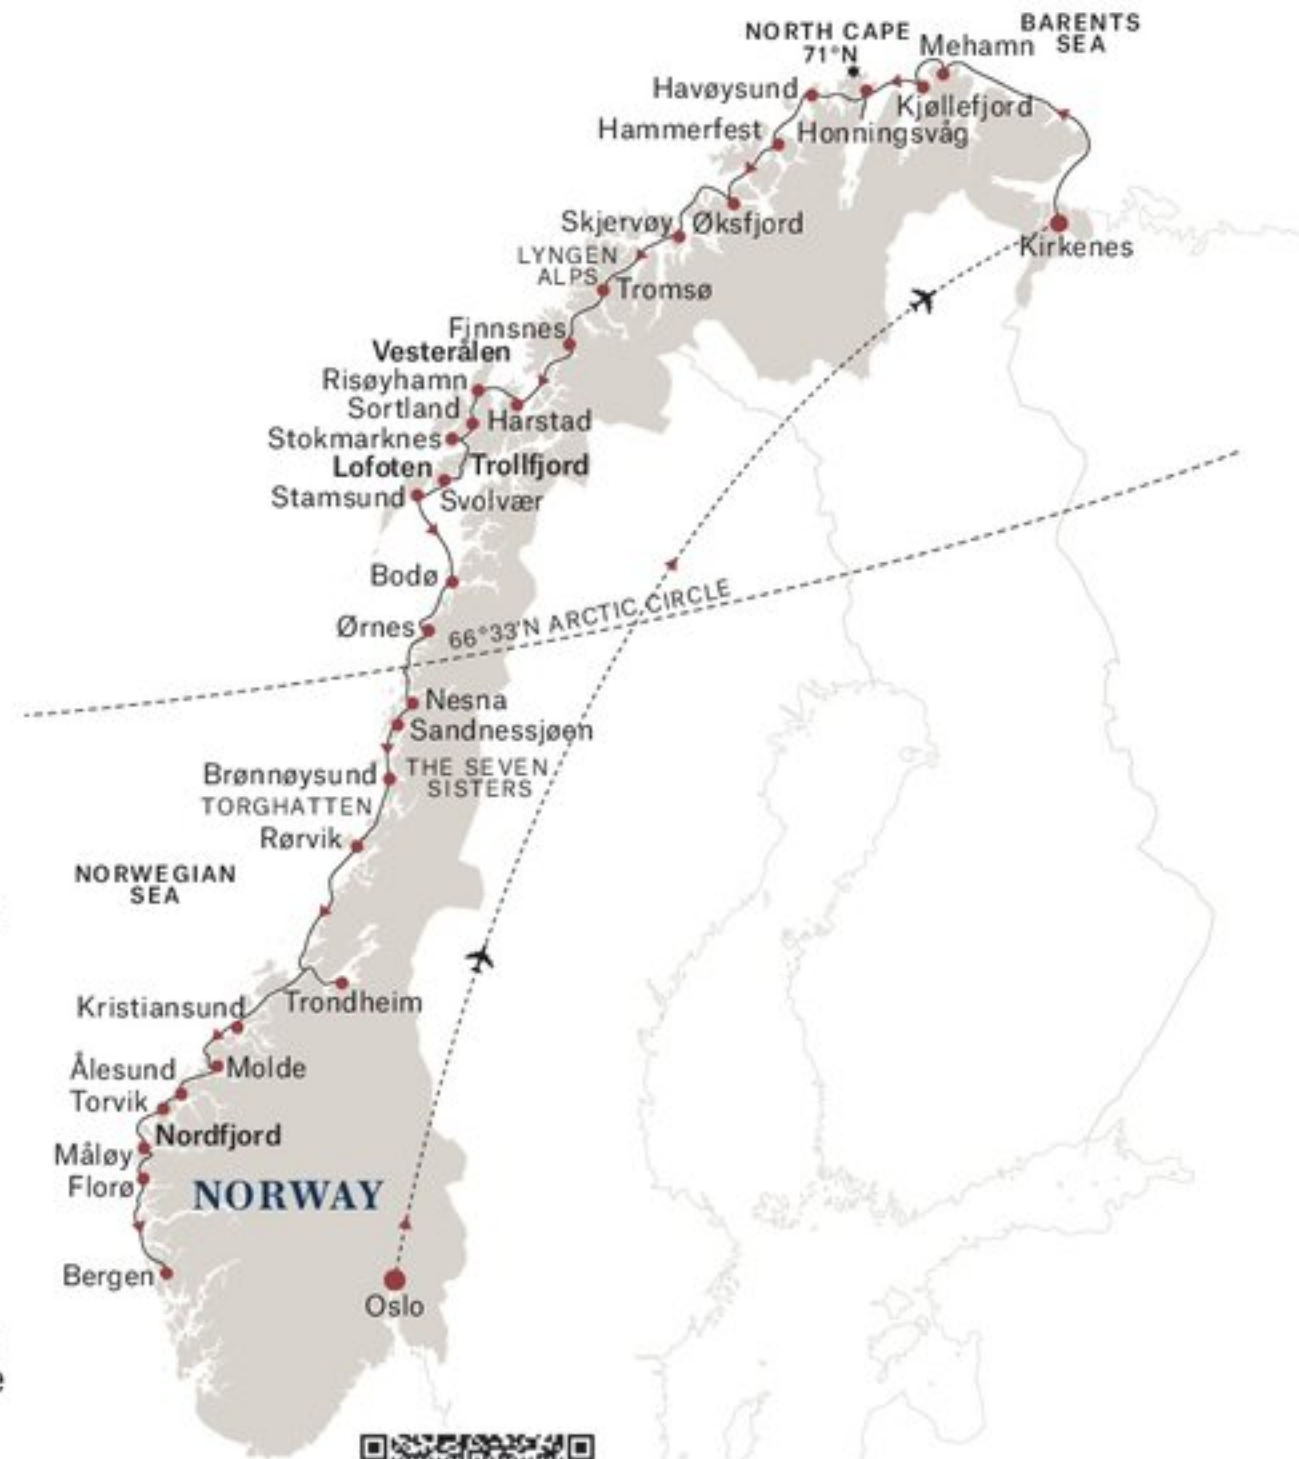 NORTH CAPE
71°N
BARENTS
SEA
Mehamn
Havøysund
Kjøllefjord
Hammerfest
Honningsvåg
Skjervøy
Øksfjord
Kirkenes
LYNGEN
ALPS
Tromsø
Finnsnes
Vesterålen
Risøyhamn
Sortland
Harstad
Stokmarknes
Lofoten
Trollfjord
Stamsund
Svolvær
Bodø
Ørnes
66°33'N ARCTIC CIRCLE
Nesna
Sandnessjøen
Brønnøysund
THE SEVEN
SISTERS
TORGHATTEN
Rørvik
NORWEGIAN
SEA
Kristiansund
Trondheim
Ålesund
Molde
Torvik
Nordfjord
Måløy
Florø
NORWAY
Bergen
Oslo
e